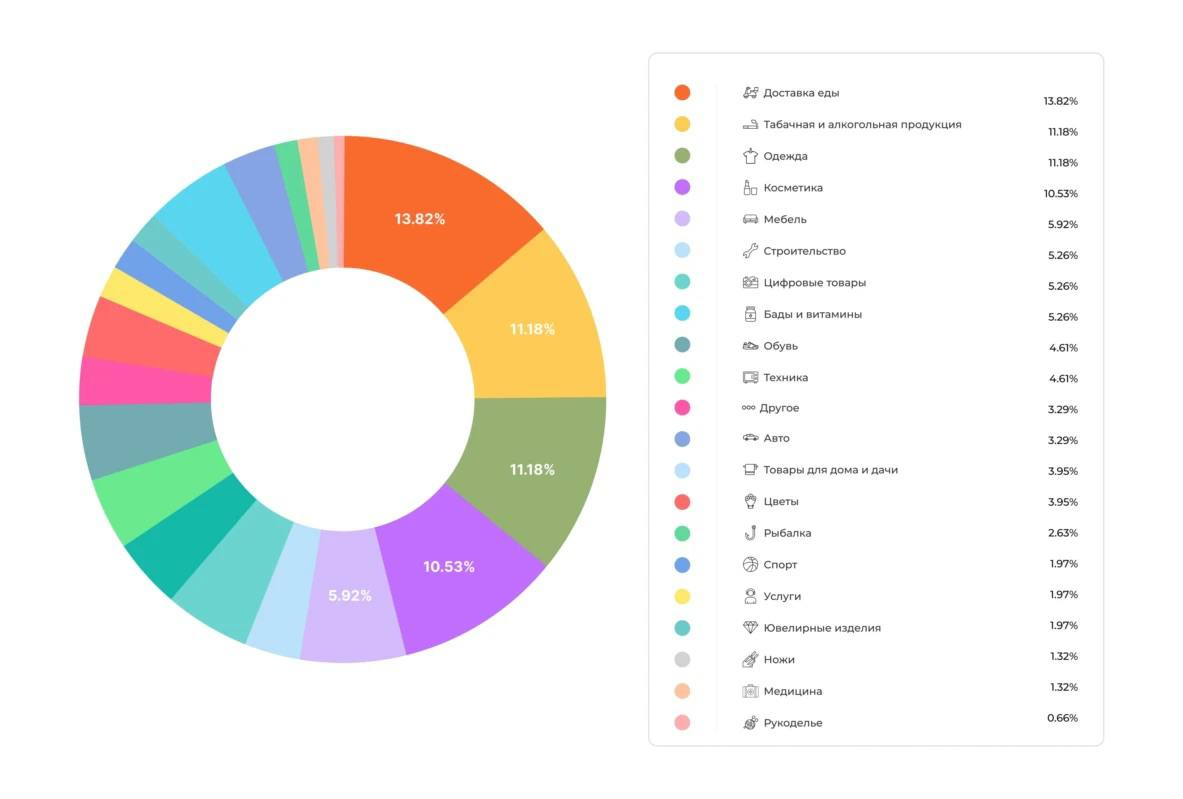 13.82%
11.18%
11.18%
10.53%
5.92%
Доставка еды 13.82%
Табачная и алкогольная продукция 11.18%
Одежда 11.18%
Косметика 10.53%
Мебель 5.92%
Строительство 5.26%
Цифровые товары 5.26%
Бады и витамины 5.26%
Обувь 4.61%
Техника 4.61%
Другое 3.29%
Авто 3.29%
Товары для дома и дачи 3.95%
Цветы 3.95%
Рыбалка 2.63%
Спорт 1.97%
Услуги 1.97%
Ювелирные изделия 1.97%
Ножи 1.32%
Медицина 1.32%
Рукоделье 0.66%